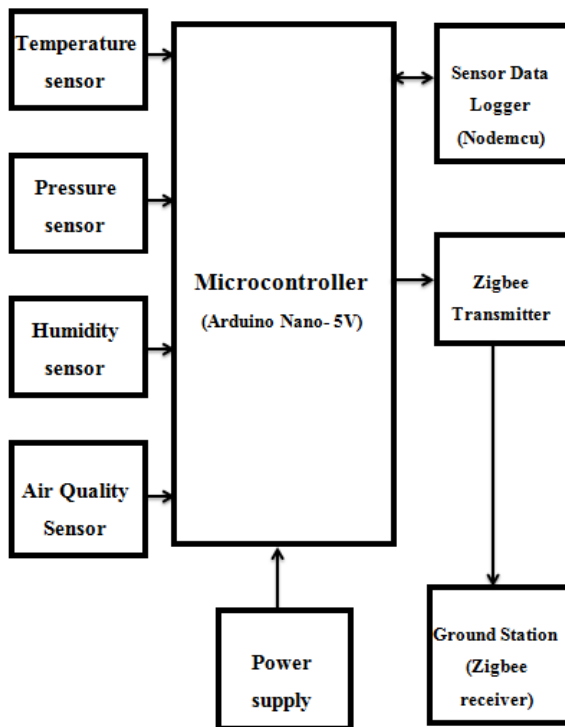 Temperature
sensor
Pressure
sensor
Humidity
sensor
Air Quality
Sensor
Microcontroller
(Arduino Nano- 5V)
Power
supply
Sensor Data
Logger
(Nodemcu)
Zigbee
Transmitter
Ground Station
(Zigbee
receiver)